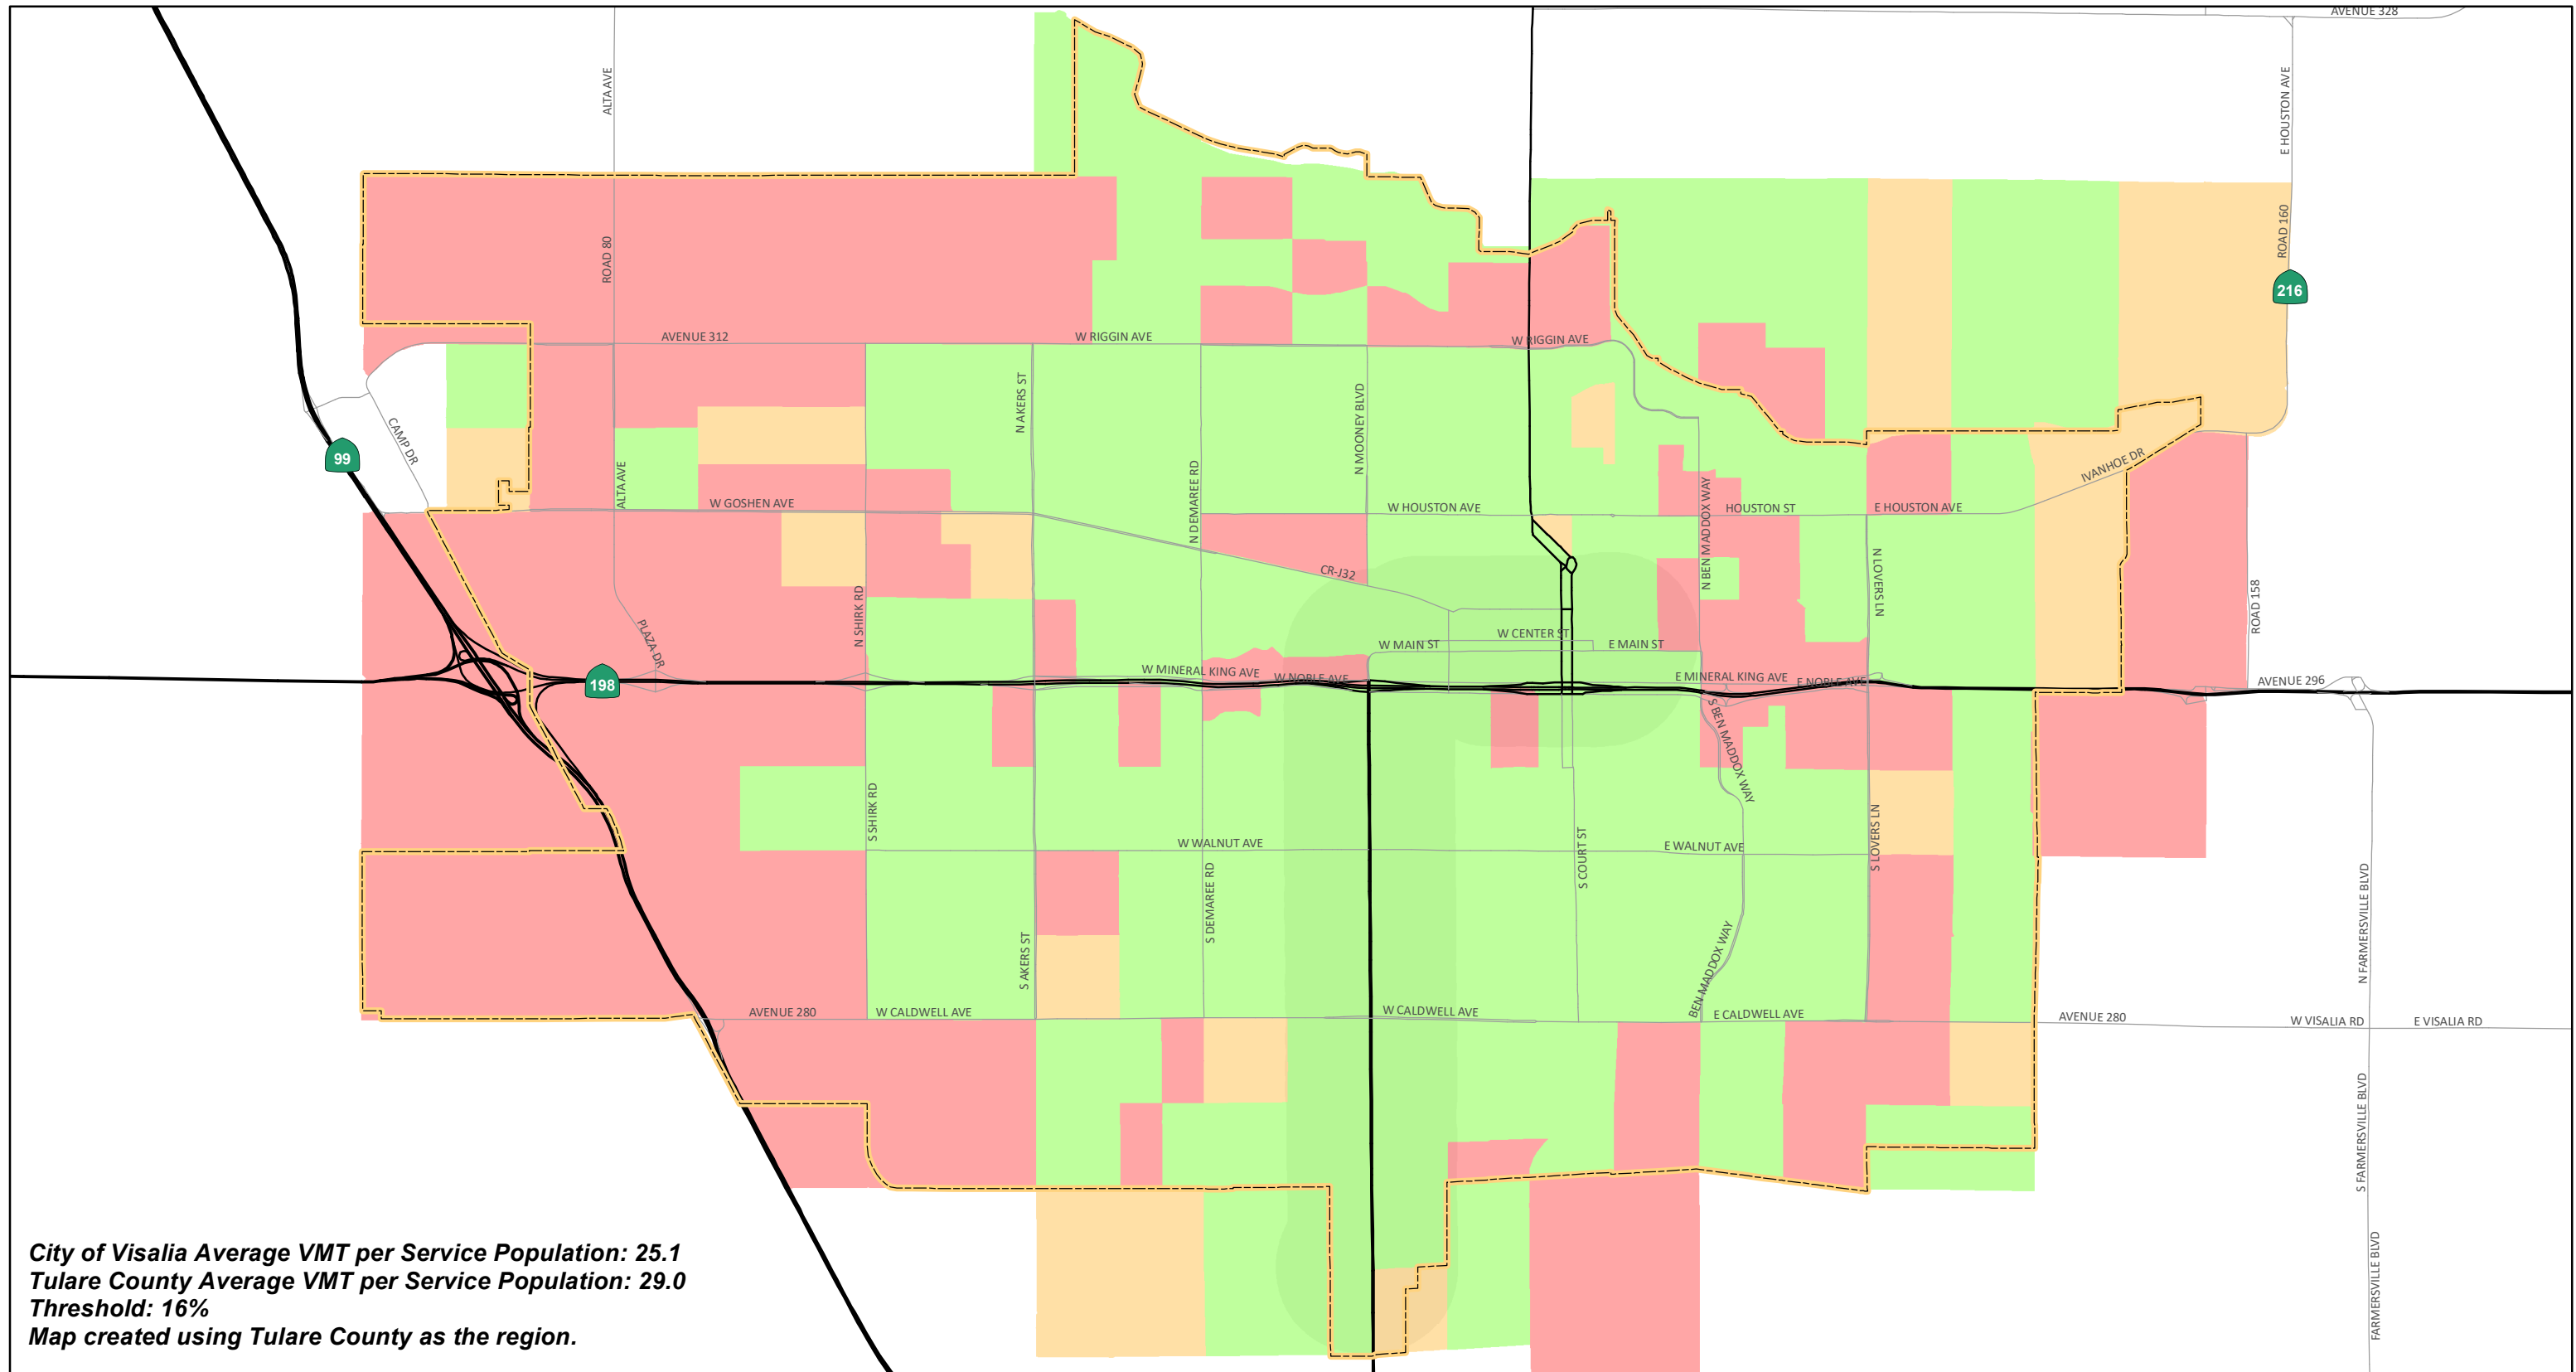 AVENUE 328
ALTA AVE
E HOUSTON AVE
ROAD 80
ROAD 160
216
AVENUE 312
W RIGGIN AVE
W RIGGIN AVE
N AKERS ST
N MOONEY BLVD
CAMP DR
99
ALTA AVE
N DEMAREE RD
IVANHOE DR
W GOSHEN AVE
W HOUSTON AVE
N BEN MADDOX WAY
HOUSTON ST
E HOUSTON AVE
CR-J32
N LOVERS LN
N SHIRK RD
ROAD 158
PLAZA DR
W CENTER ST
W MAIN ST
E MAIN ST
W MINERAL KING AVE
W NOBLE AVE
E MINERAL KING AVE
E NOBLE AVE
198
AVENUE 296
S BEN MADDOX WAY
S SHIRK RD
W WALNUT AVE
E WALNUT AVE
S COURT ST
S LOVERS LN
S DEMAREE RD
S AKERS ST
BEN MADDOX WAY
N FARMERSVILLE BLVD
AVENUE 280
W CALDWELL AVE
W CALDWELL AVE
E CALDWELL AVE
AVENUE 280
W VISALIA RD
E VISALIA RD
S FARMERSVILLE BLVD
FARMERSVILLE BLVD
City of Visalia Average VMT per Service Population: 25.1
Tulare County Average VMT per Service Population: 29.0
Threshold: 16%
Map created using Tulare County as the region.